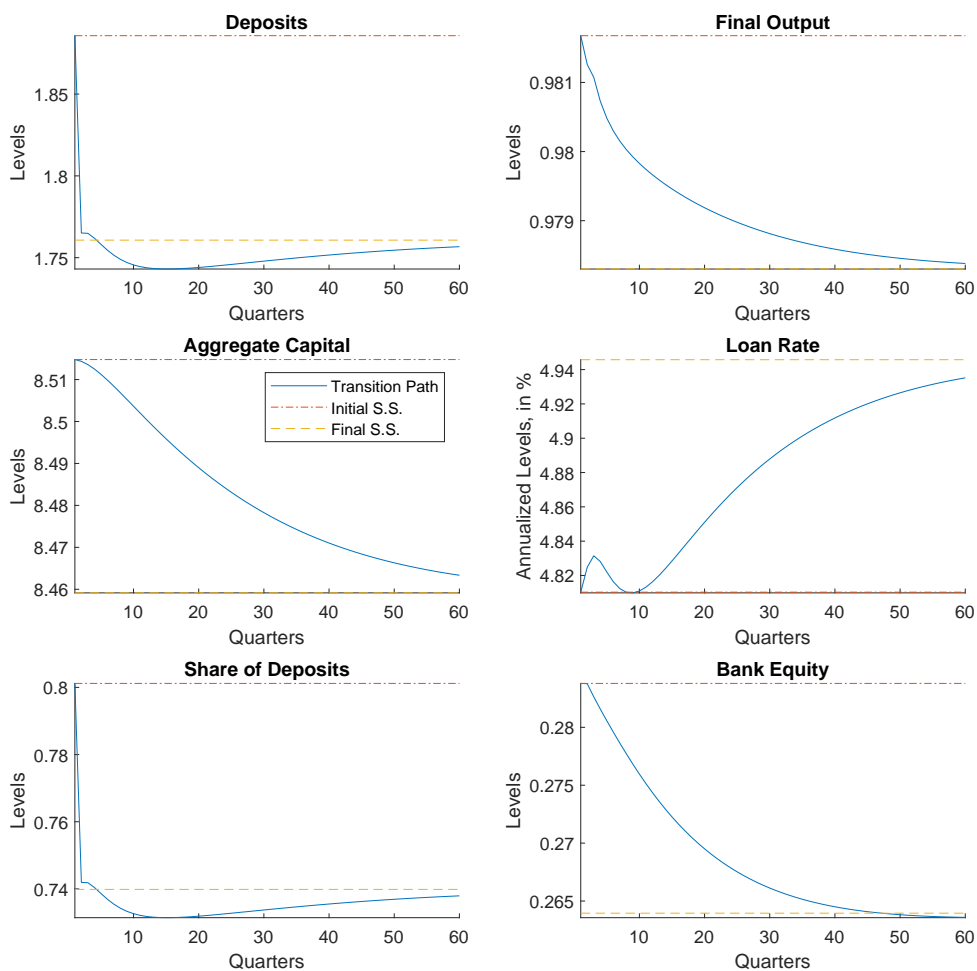 Deposits
Levels
1.85
1.8
1.75
10 20 30 40 50 60
Quarters
Final Output
Levels
0.981
0.98
0.979
10 20 30 40 50 60
Quarters
Aggregate Capital
Levels
8.51
8.5
8.49
8.48
8.47
8.46
Transition Path
Initial S.S.
Final S.S.
10 20 30 40 50 60
Quarters
Loan Rate
Annualized Levels, in %
4.94
4.92
4.9
4.88
4.86
4.84
4.82
10 20 30 40 50 60
Quarters
Share of Deposits
Levels
0.8
0.78
0.76
0.74
10 20 30 40 50 60
Quarters
Bank Equity
Levels
0.28
0.275
0.27
0.265
10 20 30 40 50 60
Quarters